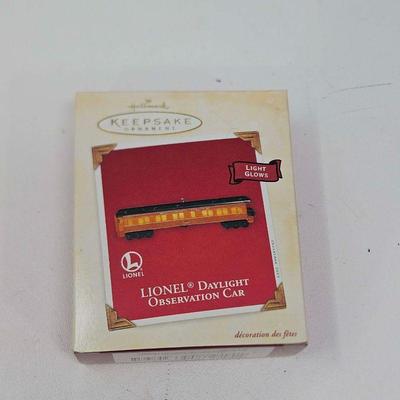 Hallmark
KEEPSAKE
ORNAMENT
LIGHT
GLOWS
LIONEL
LIONEL® DAYLIGHT
OBSERVATION CAR
décoration des fêtes